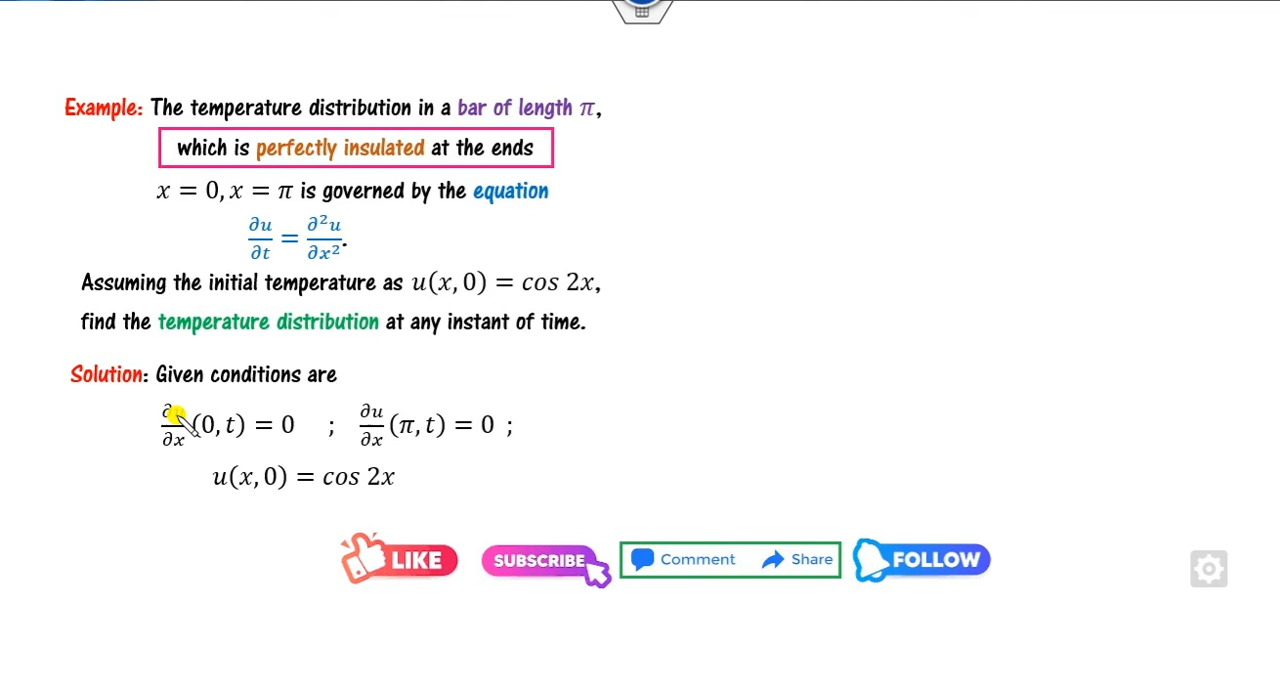 Example: The temperature distribution in a bar of length π,
which is perfectly insulated at the ends
x = 0, x = π is governed by the equation
∂u/∂t = ∂²u/∂x².
Assuming the initial temperature as u(x, 0) = cos 2x,
find the temperature distribution at any instant of time.
Solution: Given conditions are
∂u/∂x (0, t) = 0 ; ∂u/∂x (π, t) = 0 ;
u(x, 0) = cos 2x
LIKE SUBSCRIBE Comment Share FOLLOW